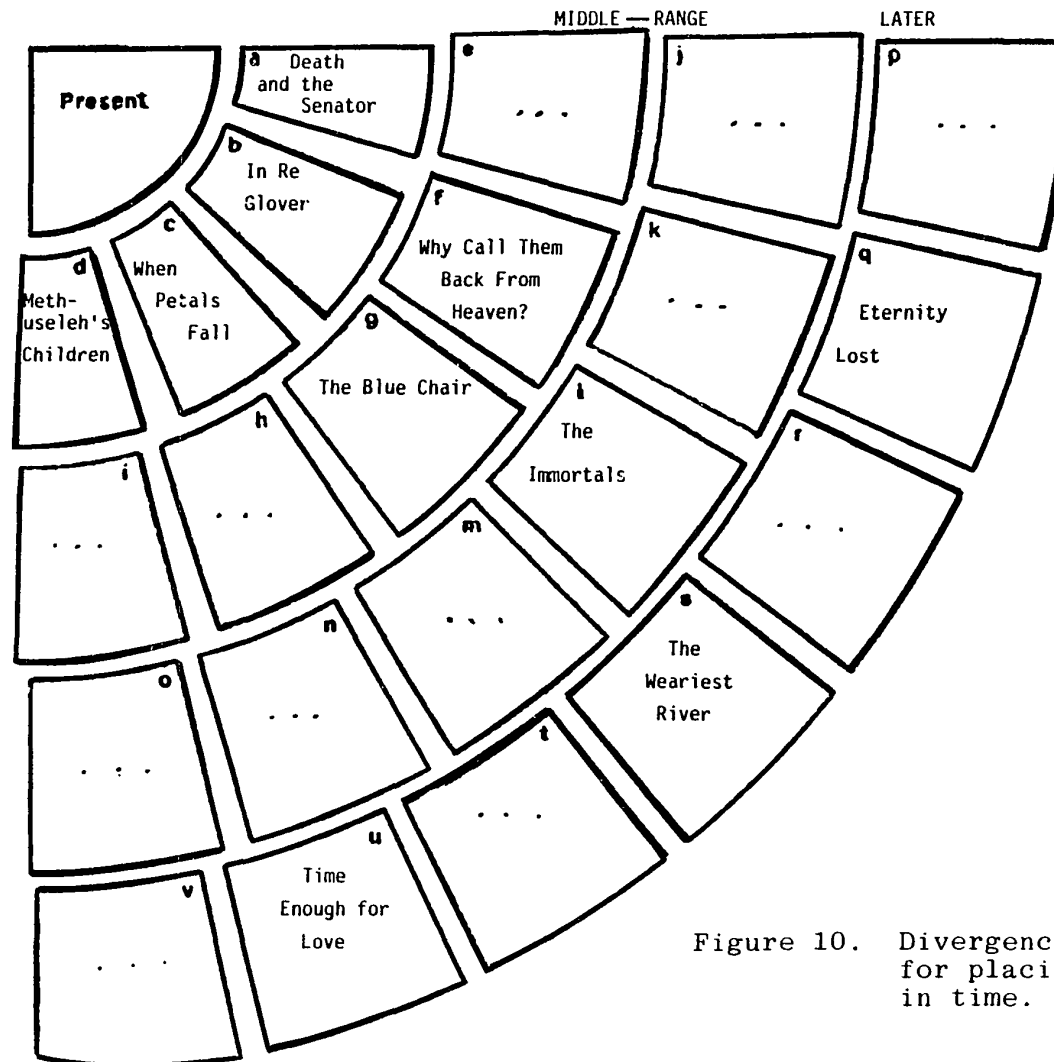 MIDDLE — RANGE
LATER
Present
a
Death
and the
Senator
e
...
j
...
p
...
b
In Re
Glover
f
Why Call Them
Back From
Heaven?
k
...
q
Eternity
Lost
c
When
Petals
Fall
g
The Blue Chair
l
The
Immortals
r
...
d
Meth-
useleh's
Children
h
...
m
...
s
The
Weariest
River
i
...
n
...
t
...
o
...
u
Time
Enough for
Love
v
...
Figure 10. Divergenc
for placi
in time.